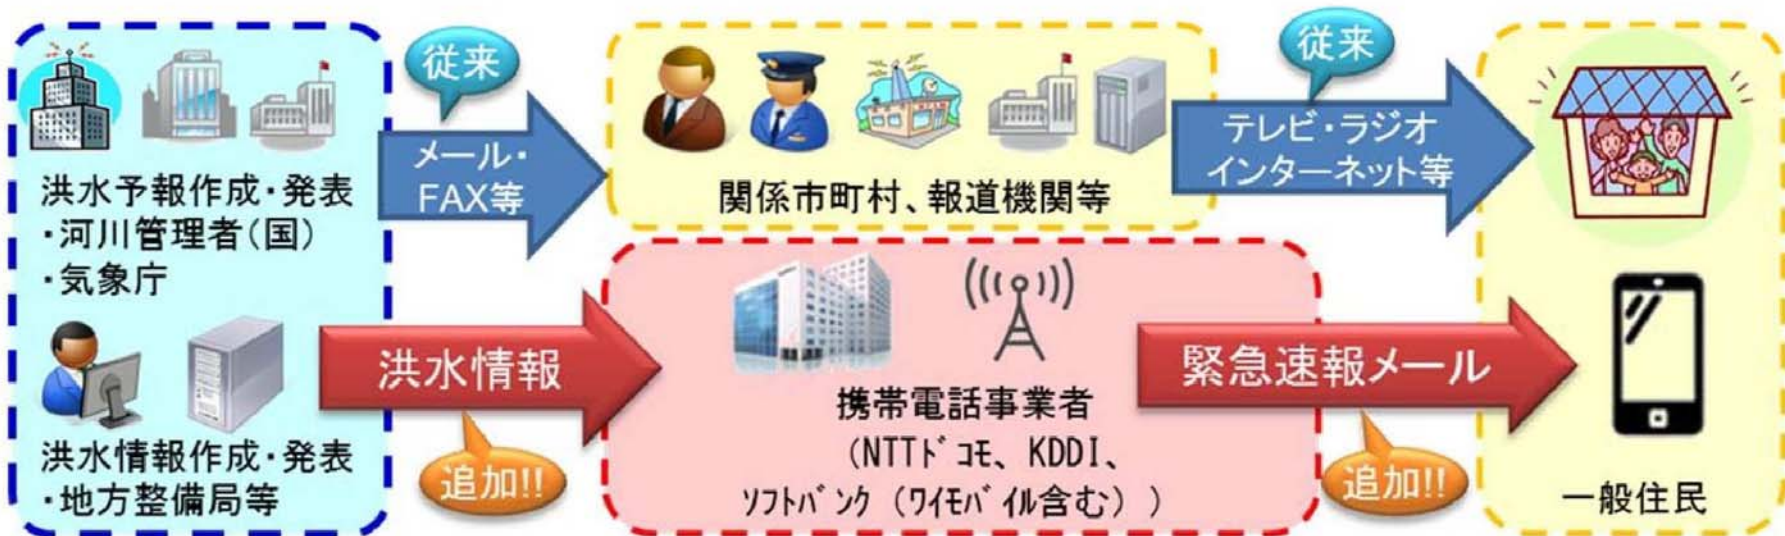 洪水予報作成・発表
・河川管理者(国)
・気象庁
洪水情報作成・発表
・地方整備局等
従来
メール・
FAX等
洪水情報
追加!!
関係市町村、報道機関等
携帯電話事業者
(NTTﾄﾞｺﾓ、KDDI、
ｿﾌﾄﾊﾞﾝｸ(ﾜｲﾓﾊﾞｲﾙ含む))
従来
テレビ・ラジオ
インターネット等
緊急速報メール
追加!!
一般住民